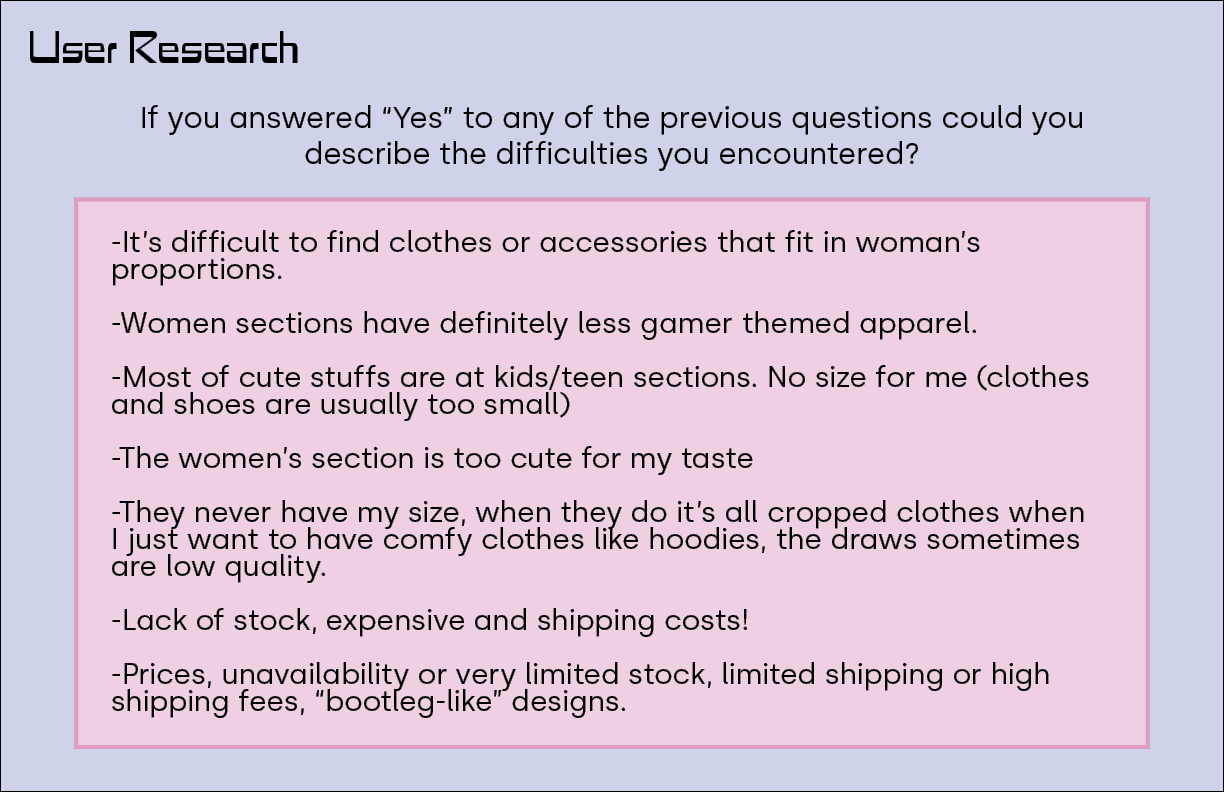 User Research
If you answered “Yes” to any of the previous questions could you
describe the difficulties you encountered?
-It’s difficult to find clothes or accessories that fit in woman’s
proportions.
-Women sections have definitely less gamer themed apparel.
-Most of cute stuffs are at kids/teen sections. No size for me (clothes
and shoes are usually too small)
-The women’s section is too cute for my taste
-They never have my size, when they do it’s all cropped clothes when
I just want to have comfy clothes like hoodies, the draws sometimes
are low quality.
-Lack of stock, expensive and shipping costs!
-Prices, unavailability or very limited stock, limited shipping or high
shipping fees, “bootleg-like” designs.